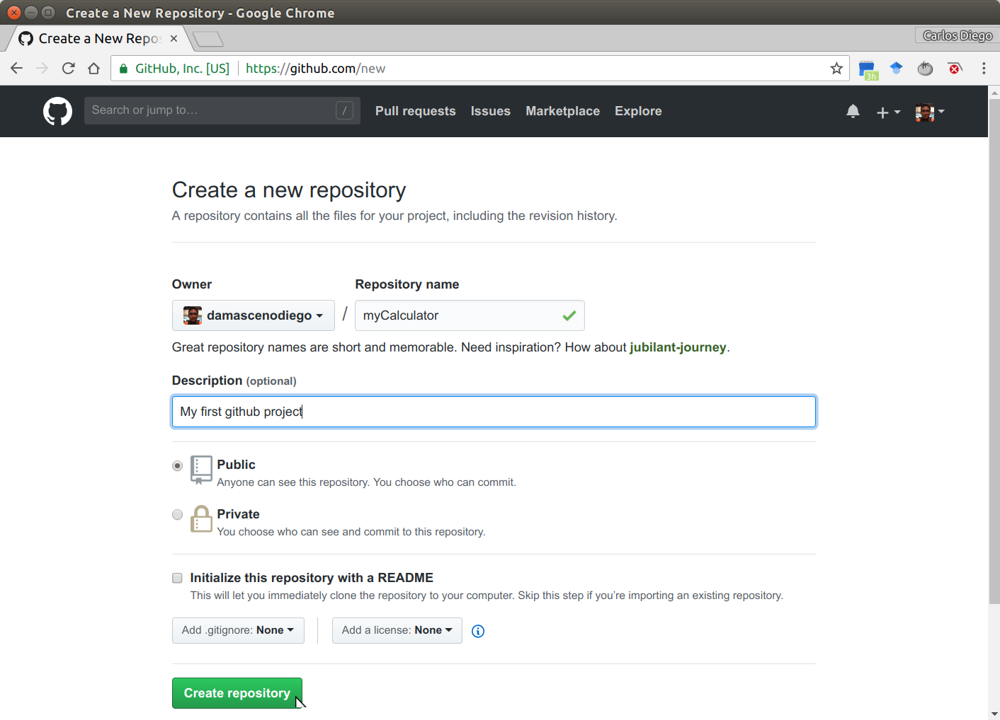 Create a New Repository - Google Chrome
Create a New Repos
Carlos Diego
GitHub, Inc. [US] https://github.com/new
3h
Search or jump to… / Pull requests Issues Marketplace Explore
Create a new repository
A repository contains all the files for your project, including the revision history.
Owner Repository name
damascenodiego / myCalculator
Great repository names are short and memorable. Need inspiration? How about jubilant-journey.
Description (optional)
My first github project
Public
Anyone can see this repository. You choose who can commit.
Private
You choose who can see and commit to this repository.
Initialize this repository with a README
This will let you immediately clone the repository to your computer. Skip this step if you’re importing an existing repository.
Add .gitignore: None Add a license: None
Create repository